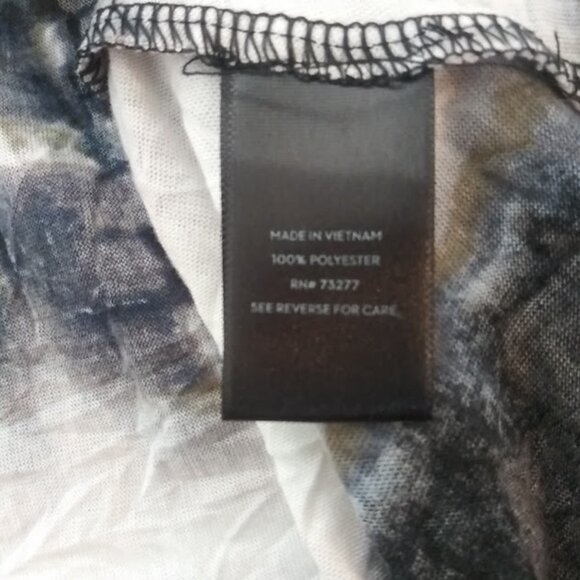 MADE IN VIETNAM
100% POLYESTER
RN# 73277
SEE REVERSE FOR CARE